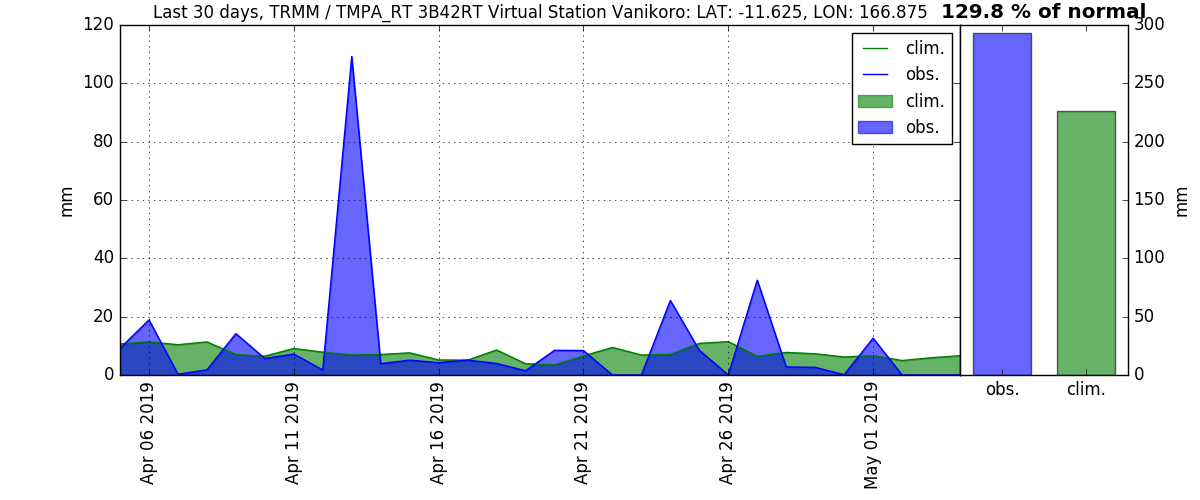 Last 30 days, TRMM / TMPA_RT 3B42RT Virtual Station Vanikoro: LAT: -11.625, LON: 166.875 129.8 % of normal
120
100
80
60
40
20
0
mm
clim.
obs.
clim.
obs.
Apr 06 2019
Apr 11 2019
Apr 16 2019
Apr 21 2019
Apr 26 2019
May 01 2019
300
250
200
150
100
50
0
mm
obs.
clim.